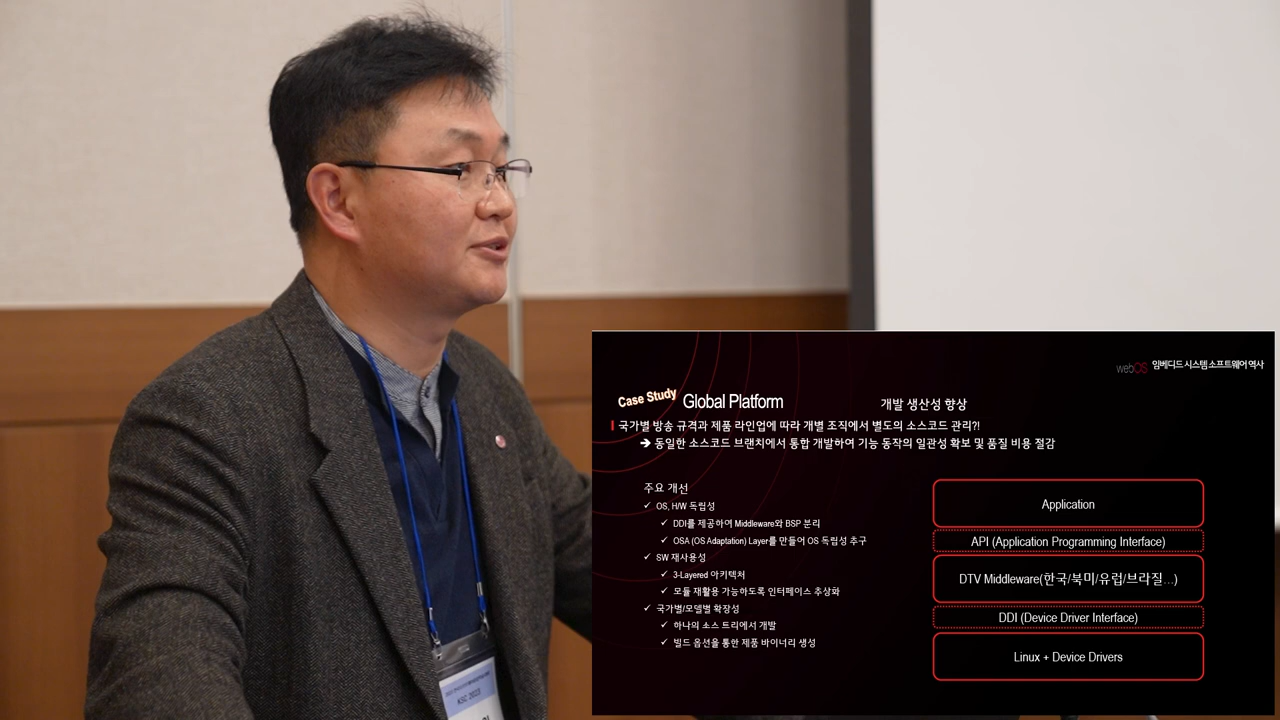 webOS 임베디드 시스템 소프트웨어 역사
Case Study Global Platform 개발 생산성 향상
국가별 방송 규격과 제품 라인업에 따라 개별 조직에서 별도의 소스코드 관리?!
➔ 동일한 소스코드 브랜치에서 통합 개발하여 기능 동작의 일관성 확보 및 품질 비용 절감
주요 개선
✓ OS, H/W 독립성
✓ DDI를 제공하여 Middleware와 BSP 분리
✓ OSA (OS Adaptation) Layer를 만들어 OS 독립성 추구
✓ SW 재사용성
✓ 3-Layered 아키텍처
✓ 모듈 재활용 가능하도록 인터페이스 추상화
✓ 국가별/모델별 확장성
✓ 하나의 소스 트리에서 개발
✓ 빌드 옵션을 통한 제품 바이너리 생성
Application
API (Application Programming Interface)
DTV Middleware(한국/북미/유럽/브라질...)
DDI (Device Driver Interface)
Linux + Device Drivers
KSC 2023